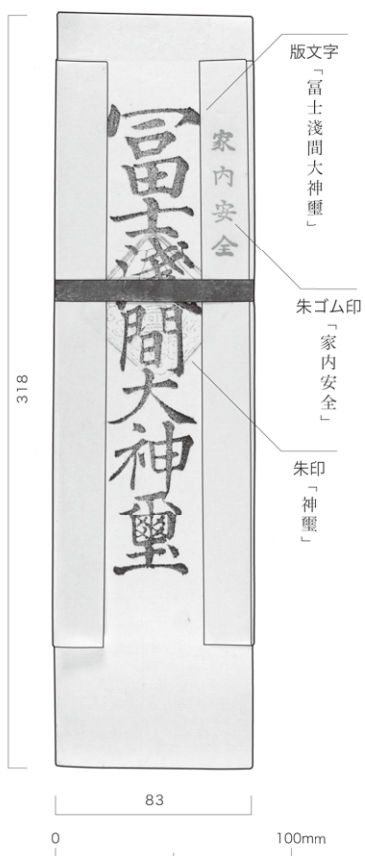 版文字
「冨士淺間大神璽」
朱ゴム印
「家内安全」
朱印
「神璽」
冨士淺間大神璽
家内安全
318
83
0
100mm